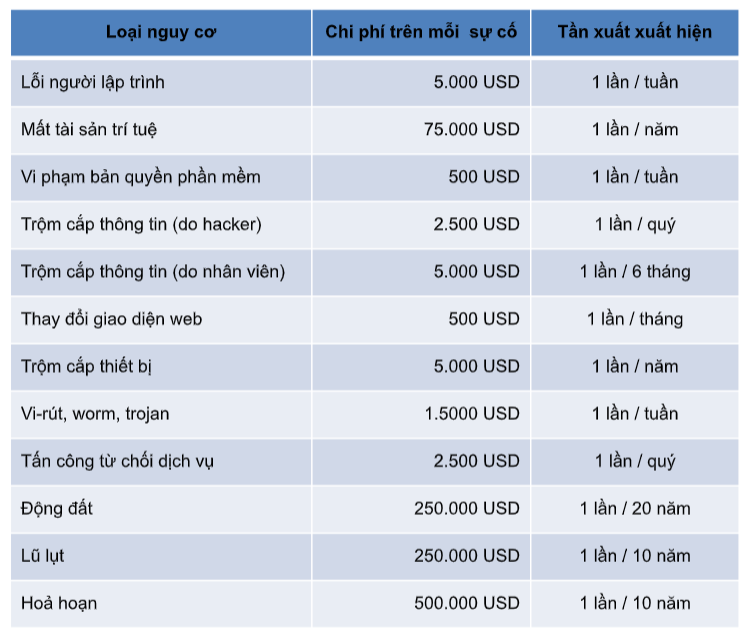 Loại nguy cơ Chi phí trên mỗi sự cố Tần xuất xuất hiện
Lỗi người lập trình 5.000 USD 1 lần / tuần
Mất tài sản trí tuệ 75.000 USD 1 lần / năm
Vi phạm bản quyền phần mềm 500 USD 1 lần / tuần
Trộm cắp thông tin (do hacker) 2.500 USD 1 lần / quý
Trộm cắp thông tin (do nhân viên) 5.000 USD 1 lần / 6 tháng
Thay đổi giao diện web 500 USD 1 lần / tháng
Trộm cắp thiết bị 5.000 USD 1 lần / năm
Vi-rút, worm, trojan 1.5000 USD 1 lần / tuần
Tấn công từ chối dịch vụ 2.500 USD 1 lần / quý
Động đất 250.000 USD 1 lần / 20 năm
Lũ lụt 250.000 USD 1 lần / 10 năm
Hoả hoạn 500.000 USD 1 lần / 10 năm